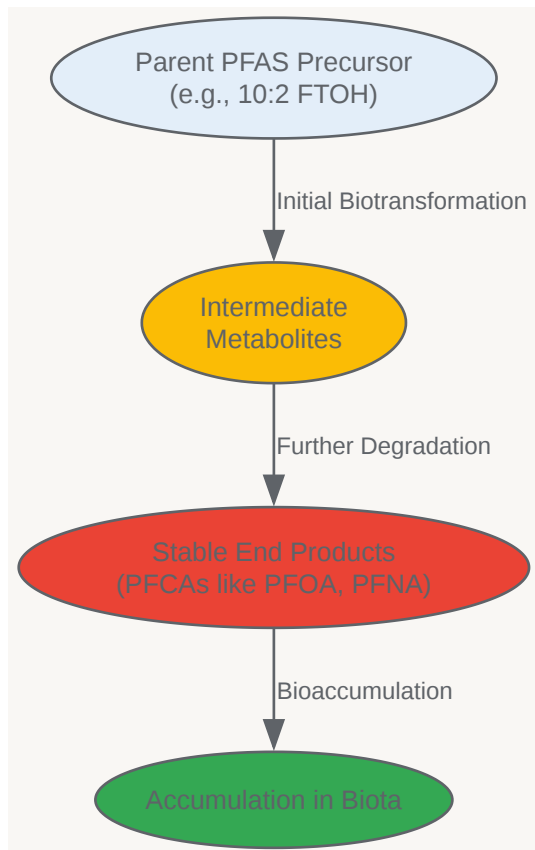 Parent PFAS Precursor
(e.g., 10:2 FTOH)
Initial Biotransformation
Intermediate
Metabolites
Further Degradation
Stable End Products
(PFCAs like PFOA, PFNA)
Bioaccumulation
Accumulation in Biota